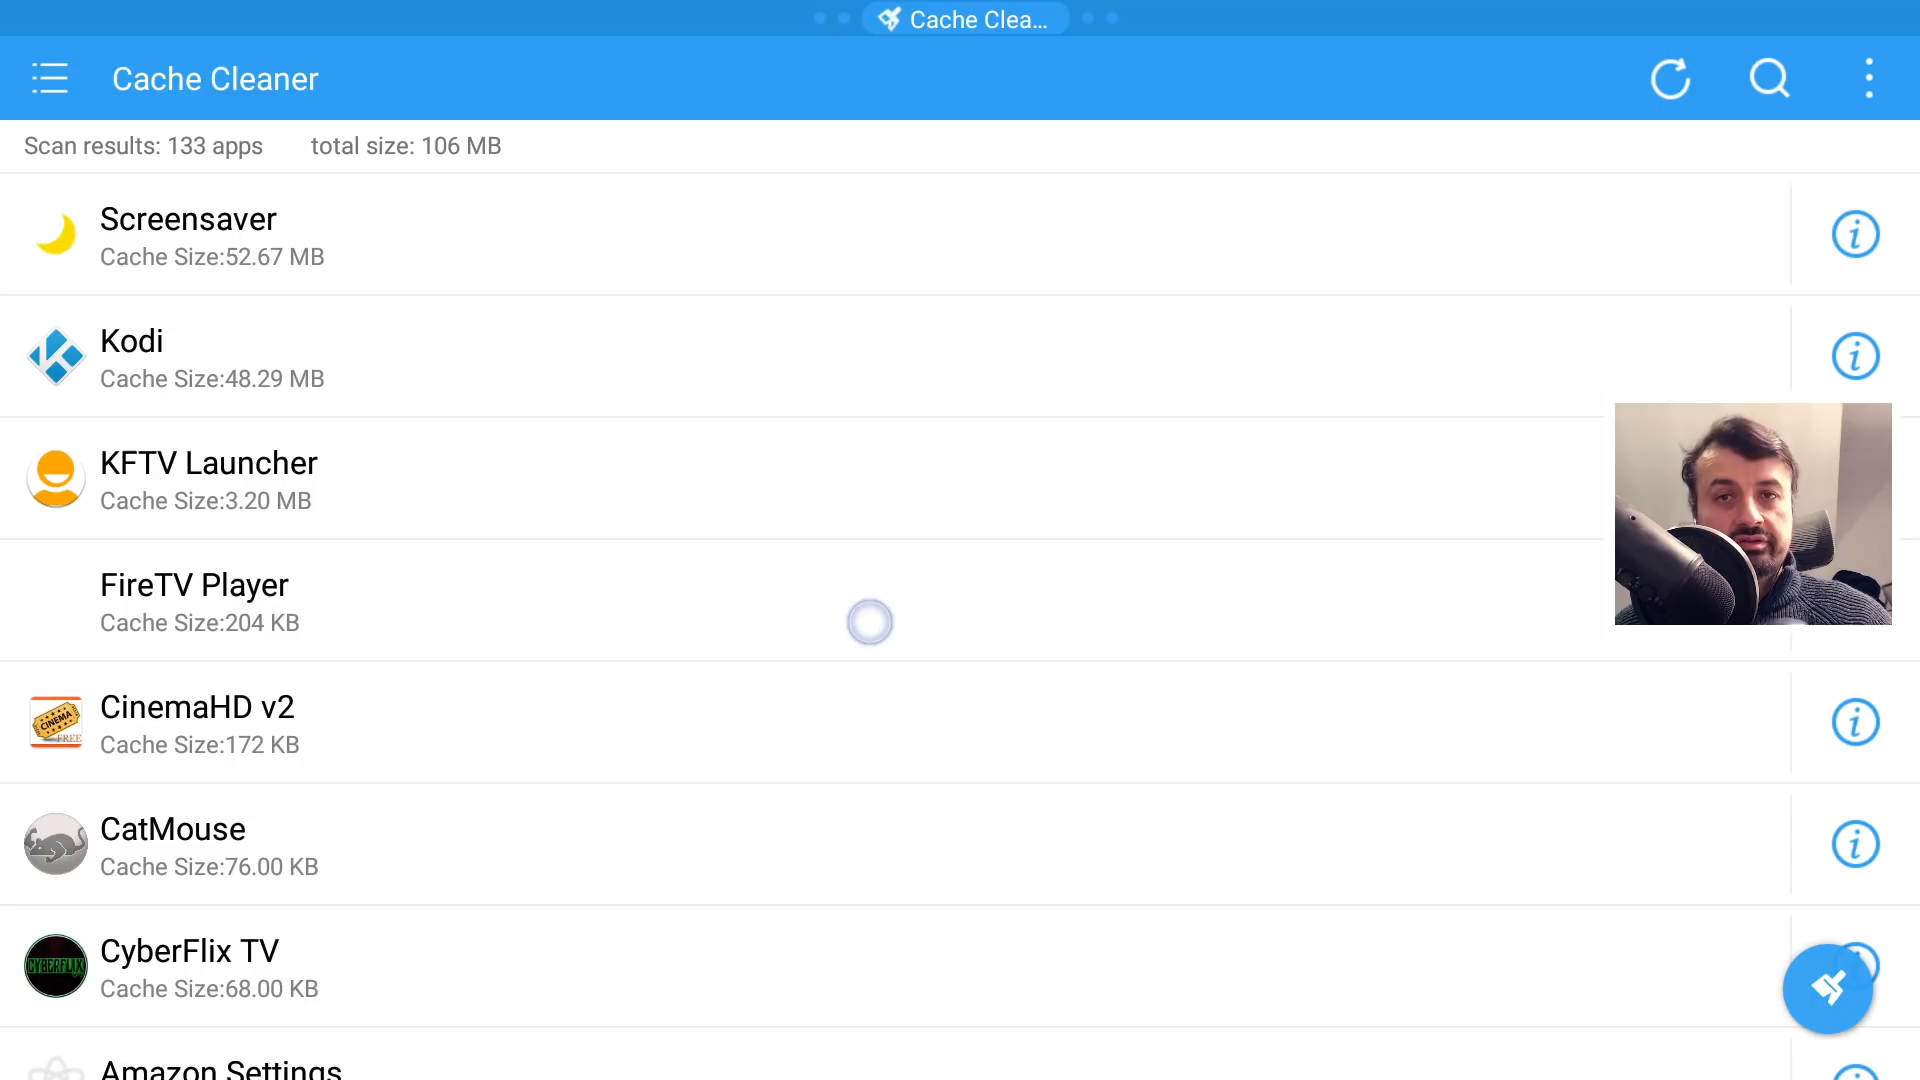 Cache Clea...
Cache Cleaner
Scan results: 133 apps total size: 106 MB
Screensaver
Cache Size:52.67 MB
Kodi
Cache Size:48.29 MB
KFTV Launcher
Cache Size:3.20 MB
FireTV Player
Cache Size:204 KB
CINEMA
FREE
CinemaHD v2
Cache Size:172 KB
CatMouse
Cache Size:76.00 KB
CYBERFLIX
CyberFlix TV
Cache Size:68.00 KB
Amazon Settings